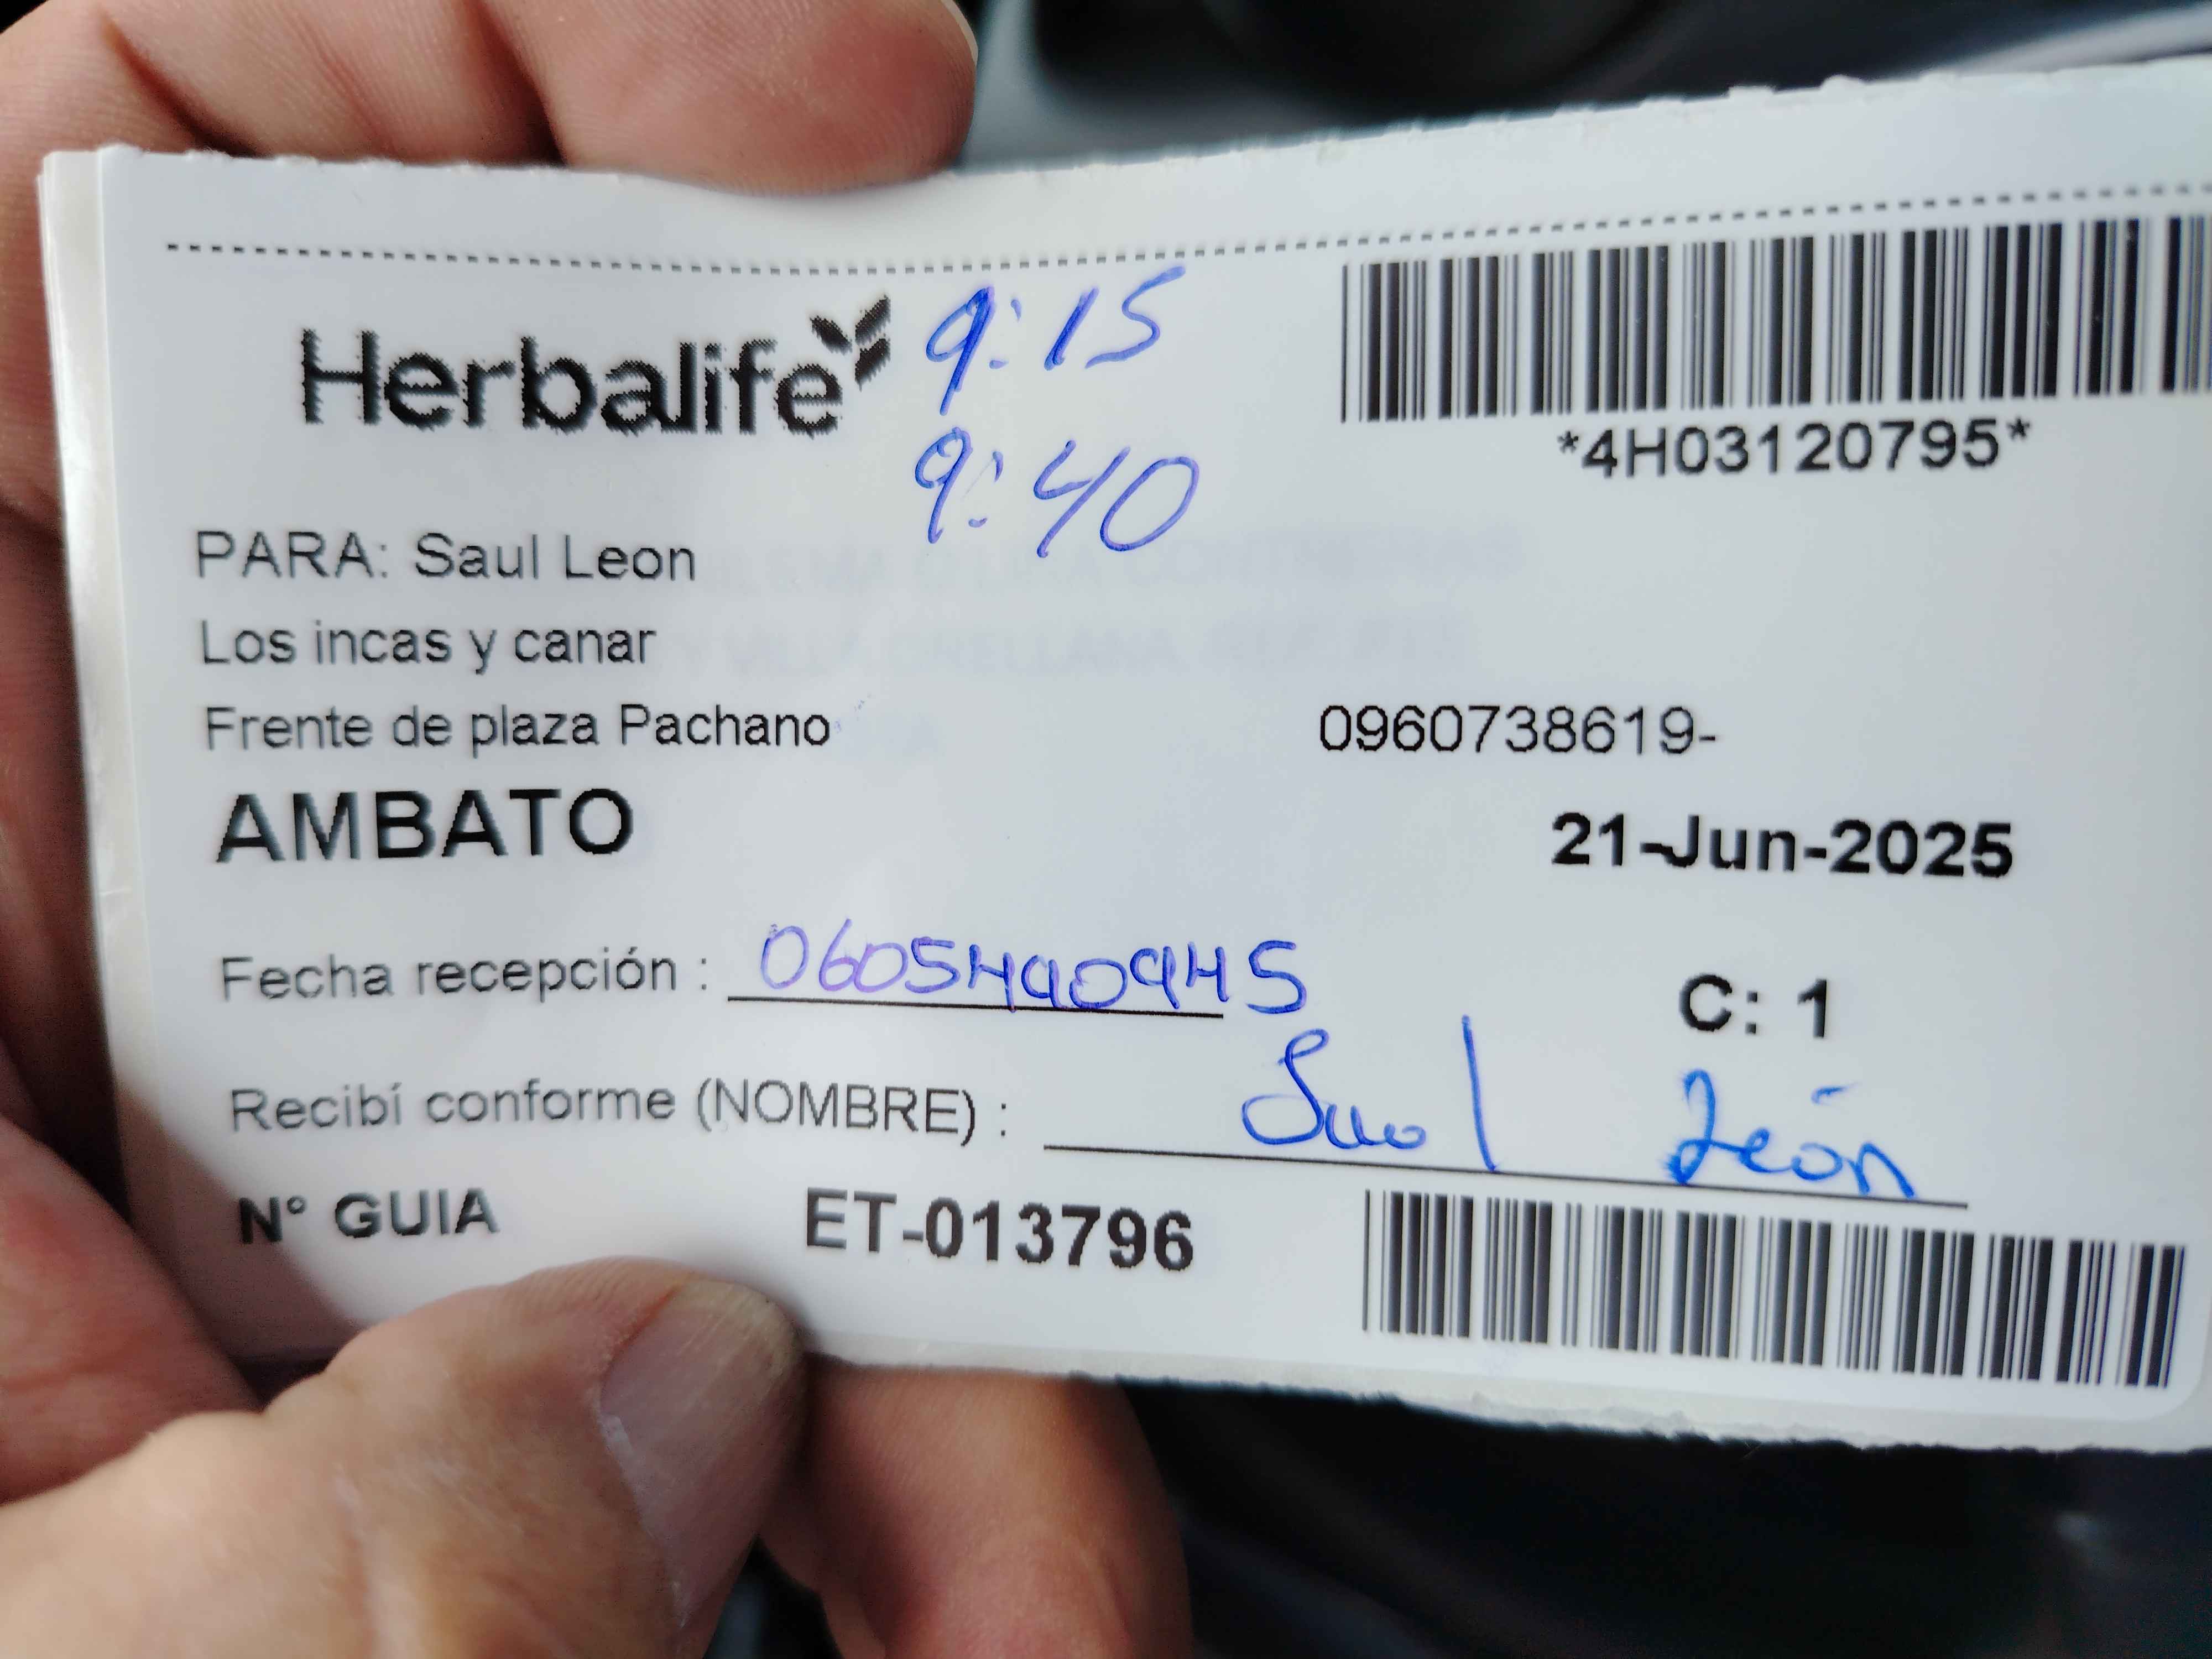 Herbalife
9:15
9:40
*4H03120795*
PARA: Saul Leon
Los incas y canar
Frente de plaza Pachano
0960738619-
AMBATO
21-Jun-2025
Fecha recepción : 0605490945
C: 1
Recibí conforme (NOMBRE) : Saul León
N° GUIA ET-013796